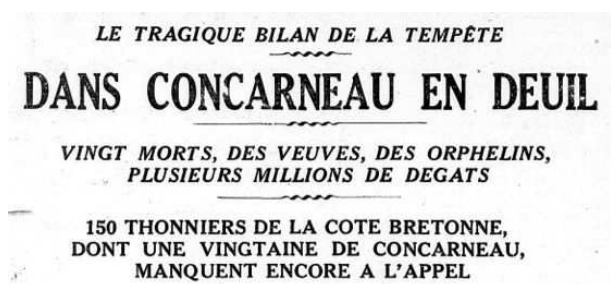 LE TRAGIQUE BILAN DE LA TEMPÊTE
DANS CONCARNEAU EN DEUIL
VINGT MORTS, DES VEUVES, DES ORPHELINS,
PLUSIEURS MILLIONS DE DEGATS
150 THONNIERS DE LA COTE BRETONNE,
DONT UNE VINGTAINE DE CONCARNEAU,
MANQUENT ENCORE A L'APPEL